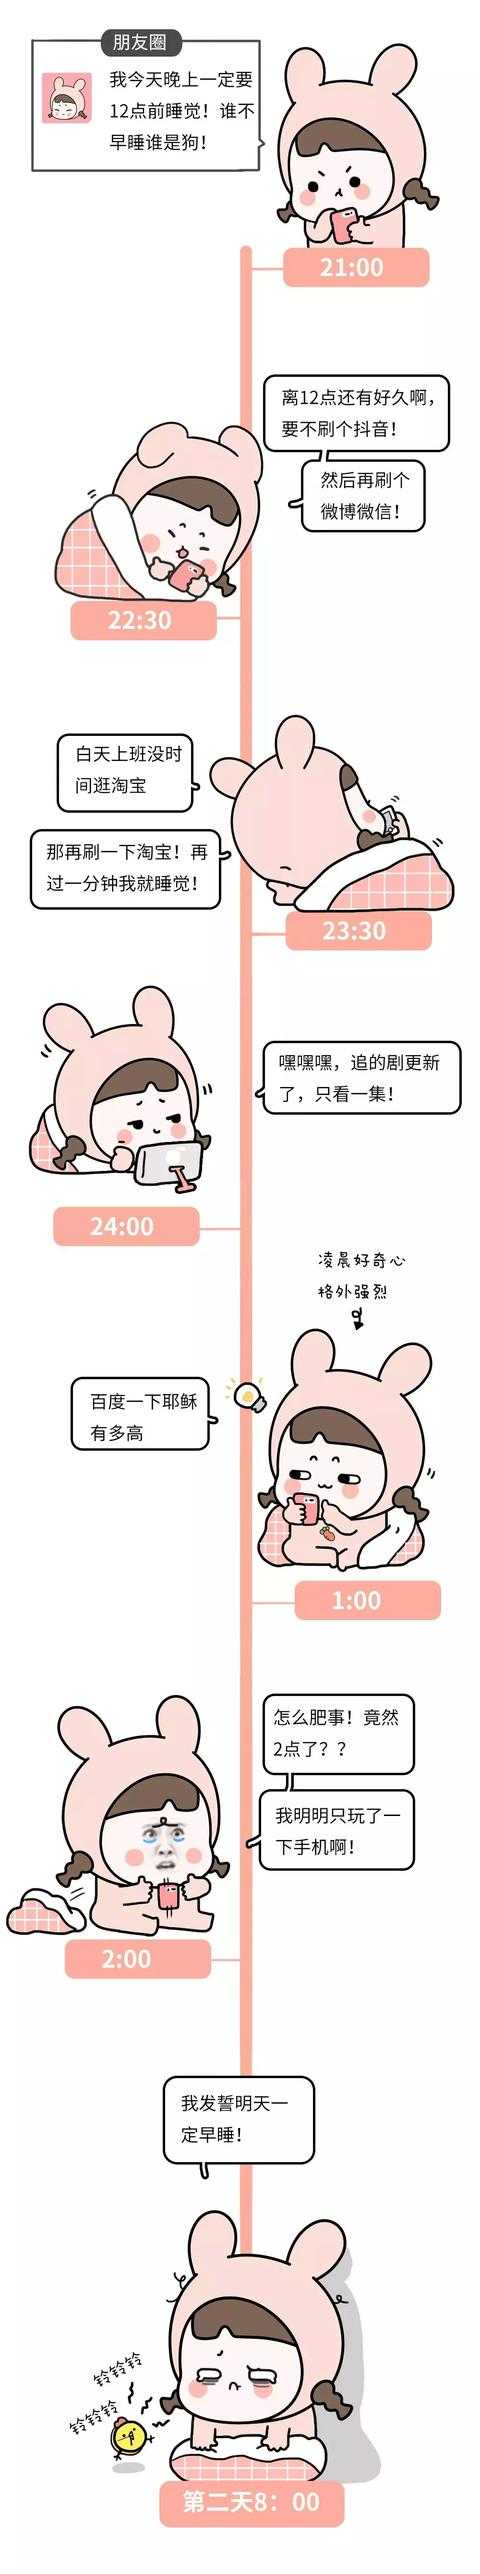 朋友圈
我今天晚上一定要
12点前睡觉！谁不
早睡谁是狗！
21:00
离12点还有好久啊，
要不刷个抖音！
然后再刷个
微博微信！
22:30
白天上班没时
间逛淘宝
那再刷一下淘宝！再
过一分钟我就睡觉！
23:30
嘿嘿嘿，追的剧更新
了，只看一集！
24:00
凌晨好奇心
格外强烈
百度一下耶稣
有多高
1:00
怎么肥事！竟然
2点了？？
我明明只玩了一
下手机啊！
2:00
我发誓明天一
定早睡！
铃铃铃
铃铃铃
第二天8：00